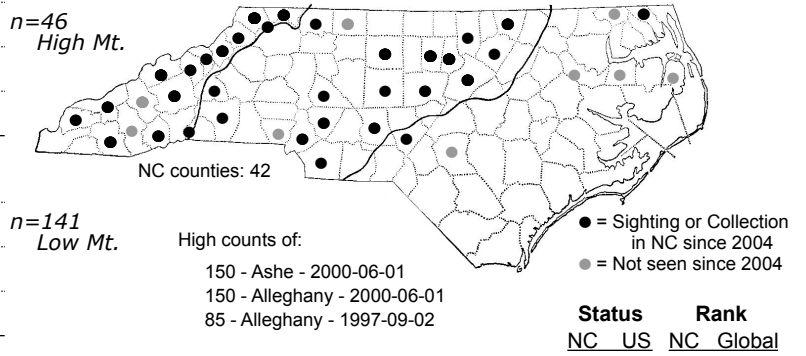 n=46
High Mt.
NC counties: 42
n=141
Low Mt.
High counts of:
150 - Ashe - 2000-06-01
150 - Alleghany - 2000-06-01
85 - Alleghany - 1997-09-02
● = Sighting or Collection
in NC since 2004
● = Not seen since 2004
Status Rank
NC US NC Global